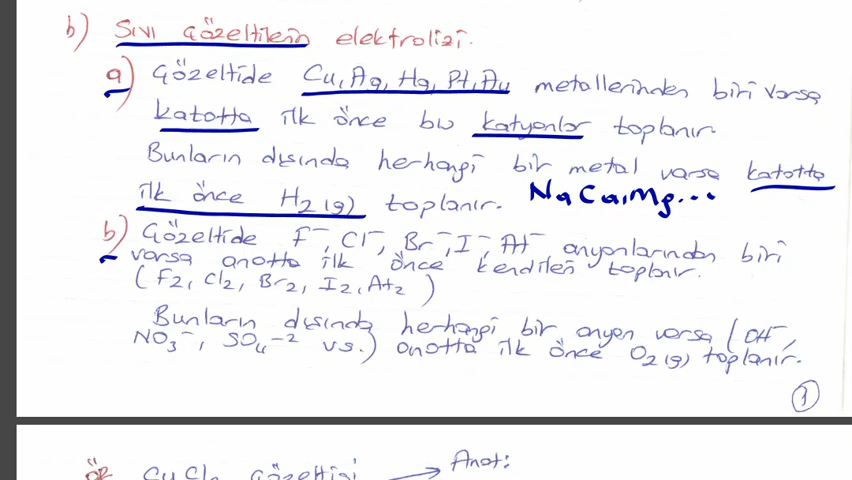 b) Sıvı çözeltilerin elektrolizi.
a) Çözeltide Cu, Ag, Hg, Pt, Au metallerinden biri varsa
katotta ilk önce bu katyonlar toplanır.
Bunların dışında herhangi bir metal varsa katotta
ilk önce H2(g) toplanır. Na Ca, Mg...
b) Çözeltide F⁻, Cl⁻, Br⁻, I⁻, At⁻ anyonlarından biri
varsa anotta ilk önce kendileri toplanır.
(F2, Cl2, Br2, I2, At2)
Bunların dışında herhangi bir anyon varsa (OH⁻,
NO3⁻, SO4⁻² vs.) anotta ilk önce O2(g) toplanır.
1
ÖR CuCl2 çözeltisi → Anot: